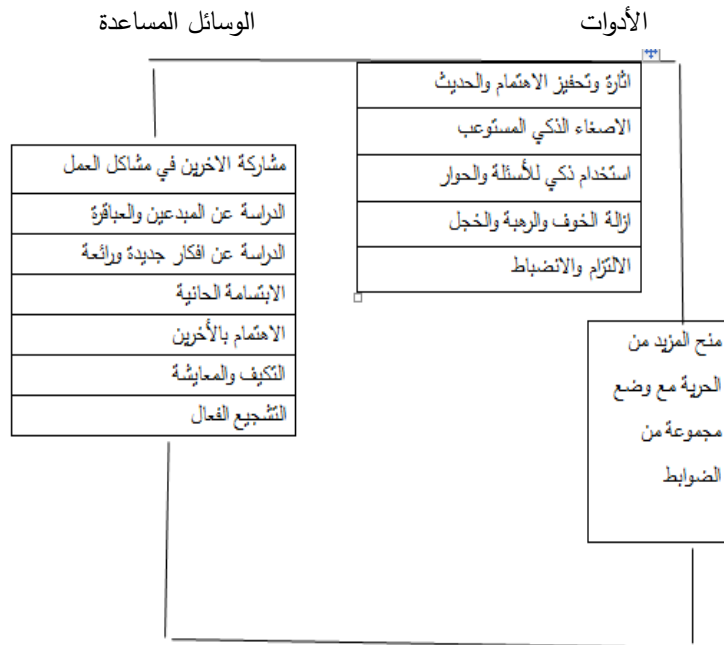 الأدوات
الوسائل المساعدة
اثارة وتحفيز الاهتمام والحديث
الاصغاء الذكي المستوعب
استخدام ذكي للأسئلة والحوار
ازالة الخوف والرهبة والخجل
الالتزام والانضباط
مشاركة الاخرين في مشاكل العمل
الدراسة عن المبدعين والعباقرة
الدراسة عن افكار جديدة ورائعة
الابتسامة الحانية
الاهتمام بالأخرين
التكيف والمعايشة
التشجيع الفعال
منح المزيد من
الحرية مع وضع
مجموعة من
الضوابط